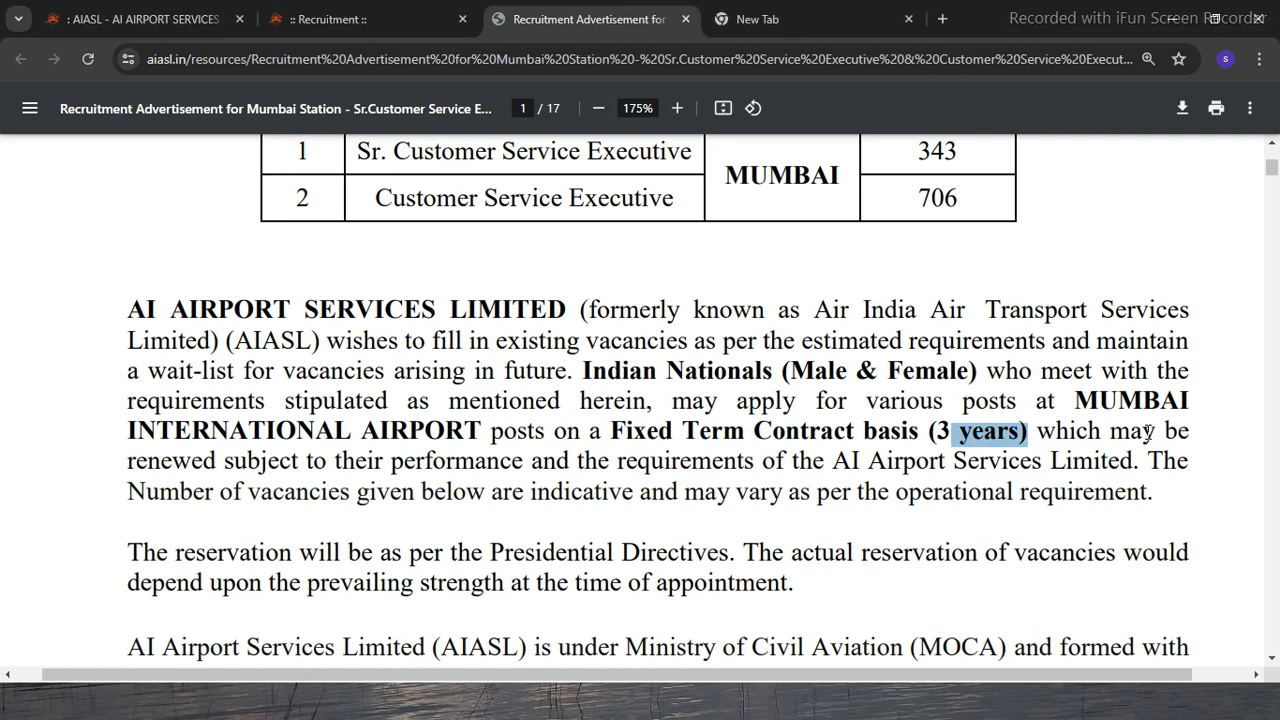 : AIASL - AI AIRPORT SERVICES
:: Recruitment ::
Recruitment Advertisement for
New Tab
Recorded with iFun Screen Recorder
aiasl.in/resources/Recruitment%20Advertisement%20for%20Mumbai%20Station%20-%20Sr.Customer%20Service%20Executive%20&%20Customer%20Service%20Execut...
S
Recruitment Advertisement for Mumbai Station - Sr.Customer Service E...
1 / 17
175%
1 Sr. Customer Service Executive 343
MUMBAI
2 Customer Service Executive 706
AI AIRPORT SERVICES LIMITED (formerly known as Air India Air Transport Services
Limited) (AIASL) wishes to fill in existing vacancies as per the estimated requirements and maintain
a wait-list for vacancies arising in future. Indian Nationals (Male & Female) who meet with the
requirements stipulated as mentioned herein, may apply for various posts at MUMBAI
INTERNATIONAL AIRPORT posts on a Fixed Term Contract basis (3 years) which may be
renewed subject to their performance and the requirements of the AI Airport Services Limited. The
Number of vacancies given below are indicative and may vary as per the operational requirement.
The reservation will be as per the Presidential Directives. The actual reservation of vacancies would
depend upon the prevailing strength at the time of appointment.
AI Airport Services Limited (AIASL) is under Ministry of Civil Aviation (MOCA) and formed with